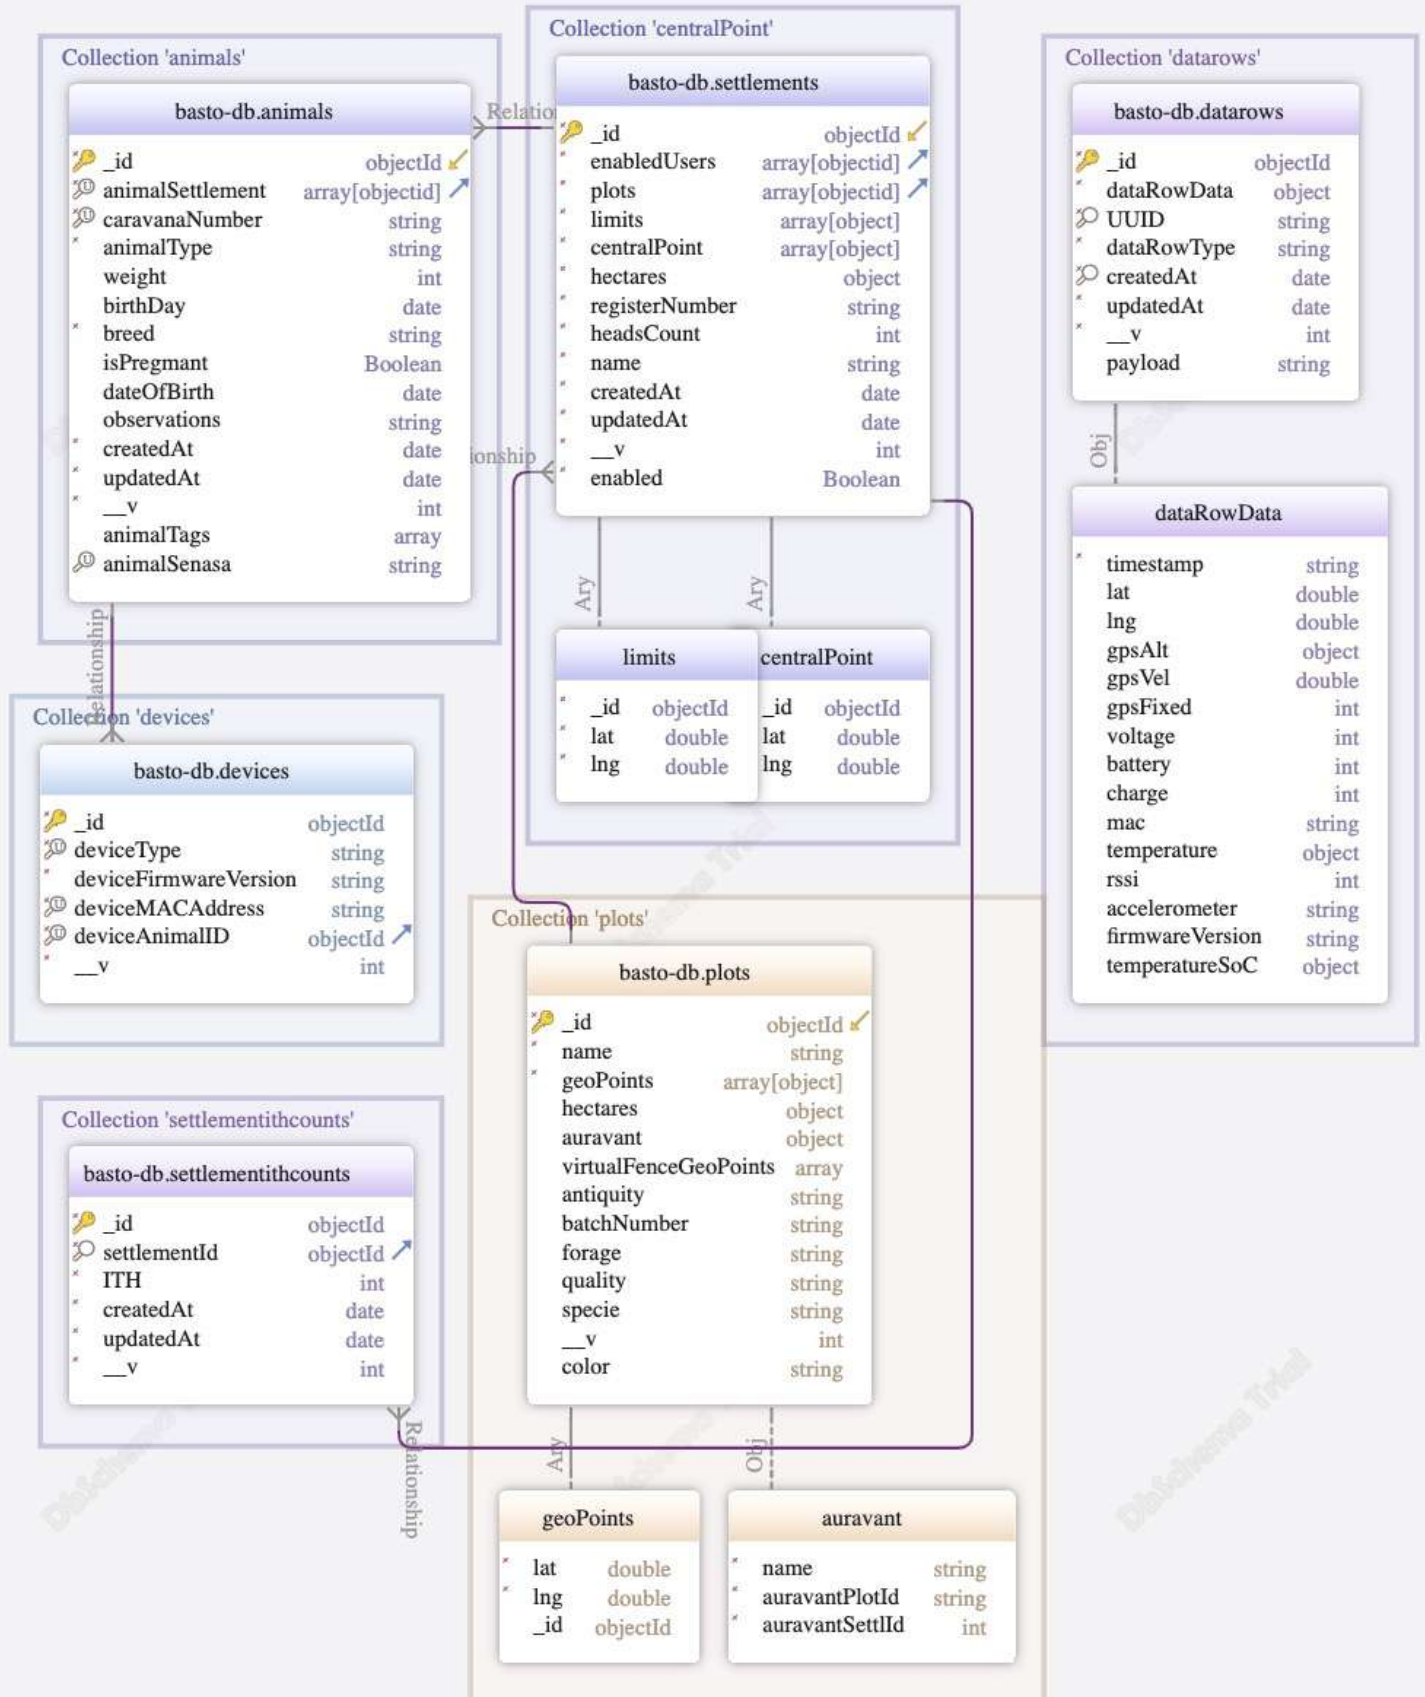 Collection 'animals'
basto-db.animals
_id objectId
animalSettlement array[objectid]
caravanaNumber string
animalType string
weight int
birthDay date
breed string
isPregmant Boolean
dateOfBirth date
observations string
createdAt date
updatedAt date
__v int
animalTags array
animalSenasa string
Relatio
Collection 'centralPoint'
basto-db.settlements
_id objectId
enabledUsers array[objectid]
plots array[objectid]
limits array[object]
centralPoint array[object]
hectares object
registerNumber string
headsCount int
name string
createdAt date
updatedAt date
__v int
enabled Boolean
ionship
Ary
Ary
limits
_id objectId
lat double
lng double
centralPoint
_id objectId
lat double
lng double
Collection 'datarows'
basto-db.datarows
_id objectId
dataRowData object
UUID string
dataRowType string
createdAt date
updatedAt date
__v int
payload string
Obj
dataRowData
timestamp string
lat double
lng double
gpsAlt object
gpsVel double
gpsFixed int
voltage int
battery int
charge int
mac string
temperature object
rssi int
accelerometer string
firmwareVersion string
temperatureSoC object
Relationship
Collection 'devices'
basto-db.devices
_id objectId
deviceType string
deviceFirmwareVersion string
deviceMACAddress string
deviceAnimalID objectId
__v int
Collection 'settlementithcounts'
basto-db.settlementithcounts
_id objectId
settlementId objectId
ITH int
createdAt date
updatedAt date
__v int
Relationship
Collection 'plots'
basto-db.plots
_id objectId
name string
geoPoints array[object]
hectares object
auravant object
virtualFenceGeoPoints array
antiquity string
batchNumber string
forage string
quality string
specie string
__v int
color string
Ary
Obj
geoPoints
lat double
lng double
_id objectId
auravant
name string
auravantPlotId string
auravantSettlId int
DbSchema Trial